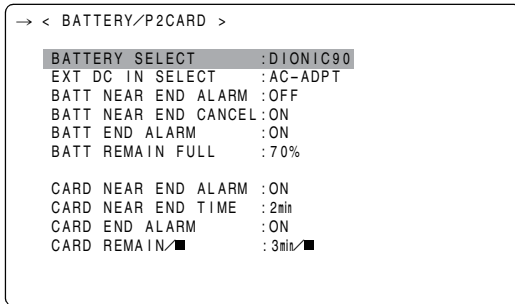 → < BATTERY/P2CARD >
BATTERY SELECT :DIONIC90
EXT DC IN SELECT :AC-ADPT
BATT NEAR END ALARM :OFF
BATT NEAR END CANCEL:ON
BATT END ALARM :ON
BATT REMAIN FULL :70%
CARD NEAR END ALARM :ON
CARD NEAR END TIME :2min
CARD END ALARM :ON
CARD REMAIN/■ :3min/■